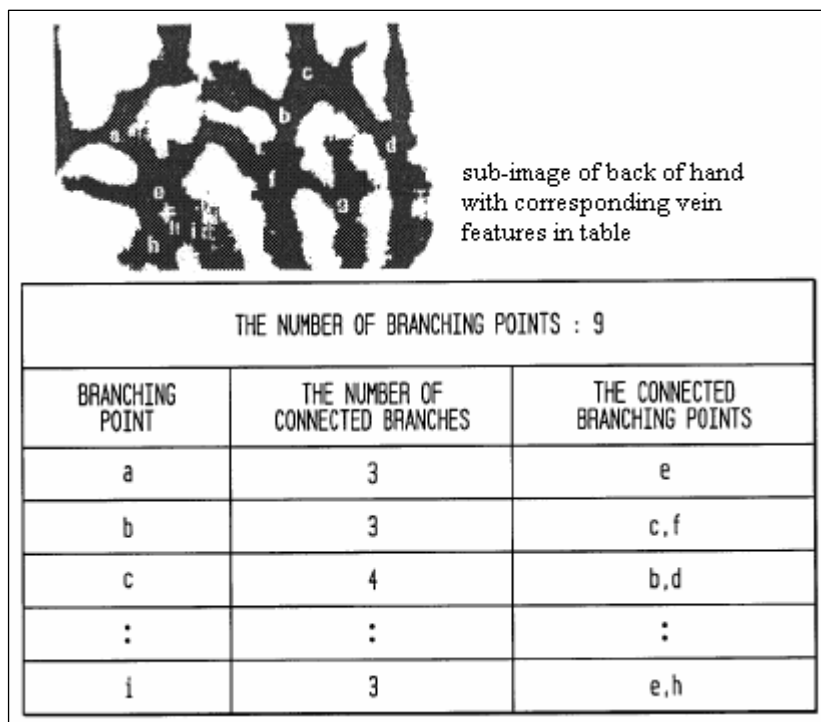 c
b
a
d
f
e
g
h
i
sub-image of back of hand
with corresponding vein
features in table
THE NUMBER OF BRANCHING POINTS : 9
BRANCHING
POINT
THE NUMBER OF
CONNECTED BRANCHES
THE CONNECTED
BRANCHING POINTS
a
3
e
b
3
c,f
c
4
b,d
:
:
:
i
3
e,h